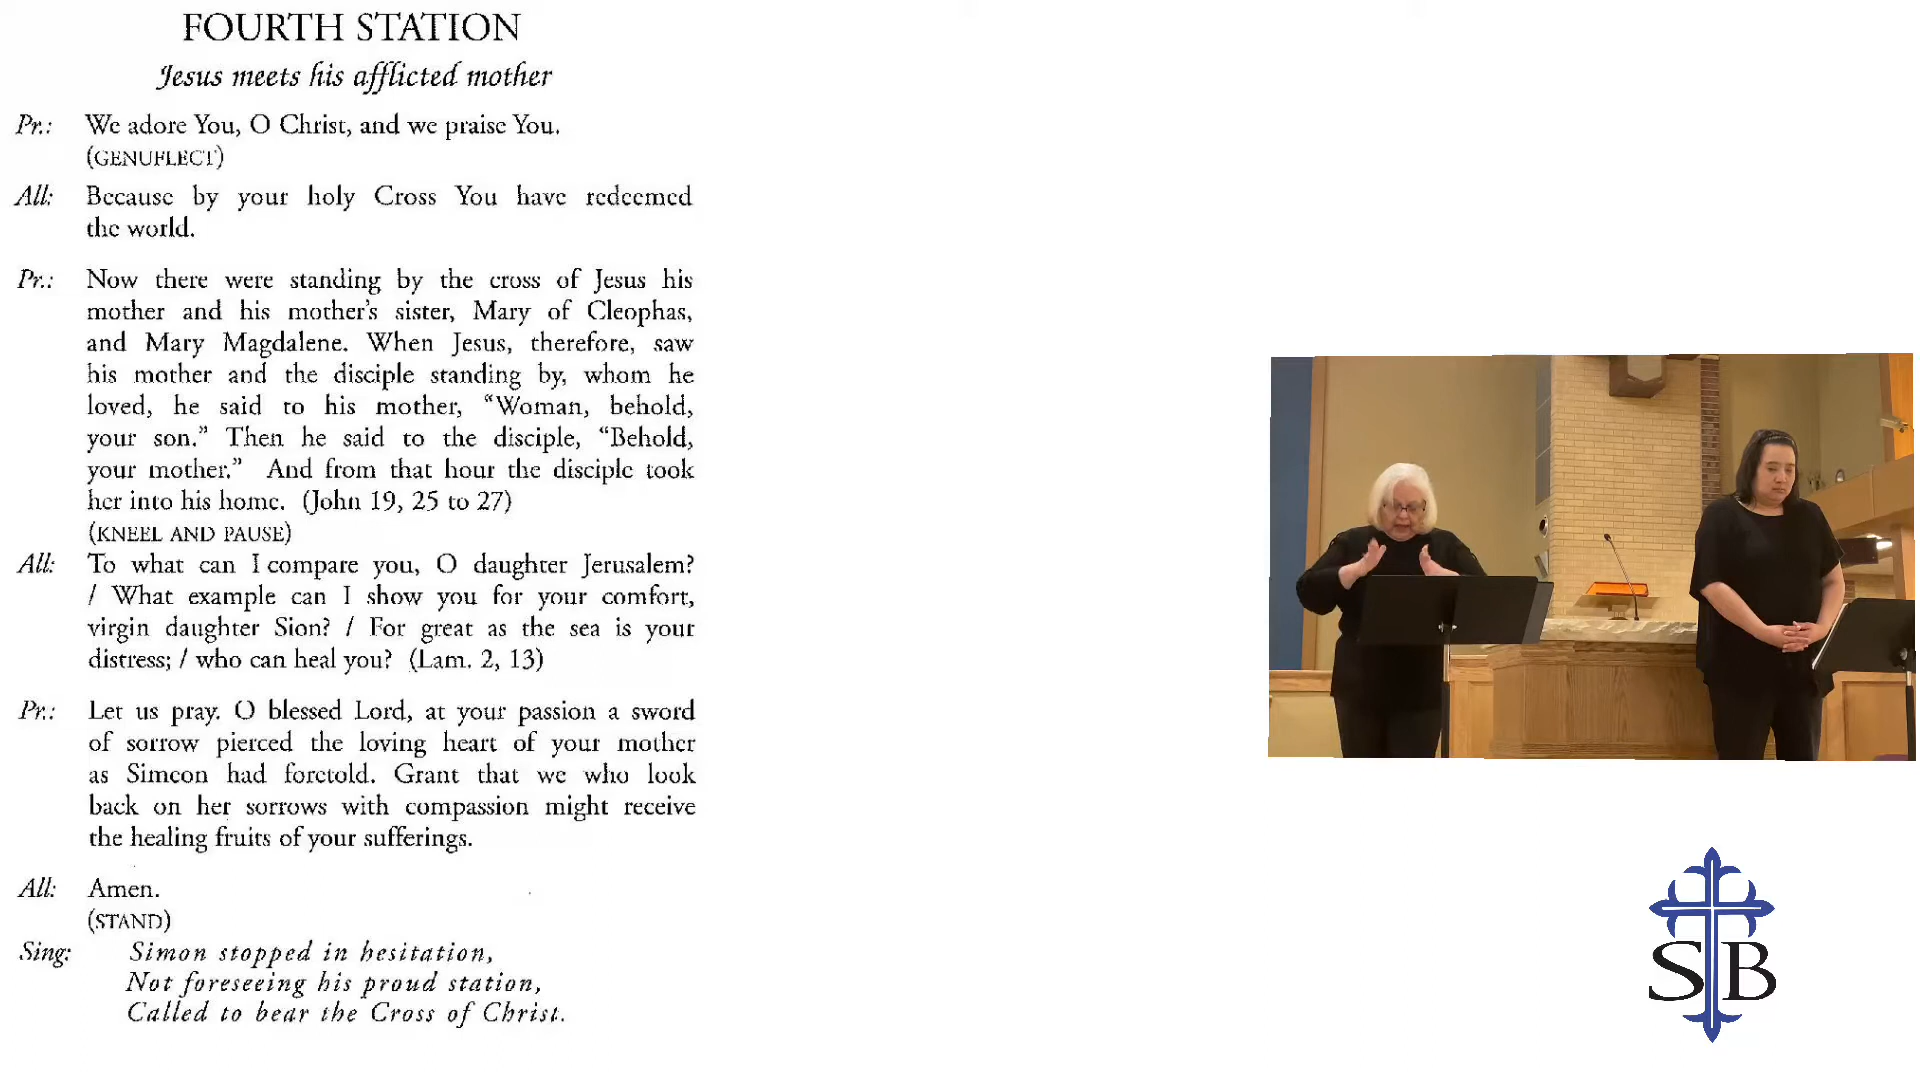 FOURTH STATION
Jesus meets his afflicted mother
Pr.: We adore You, O Christ, and we praise You.
(GENUFLECT)
All: Because by your holy Cross You have redeemed
the world.
Pr.: Now there were standing by the cross of Jesus his
mother and his mother's sister, Mary of Cleophas,
and Mary Magdalene. When Jesus, therefore, saw
his mother and the disciple standing by, whom he
loved, he said to his mother, “Woman, behold,
your son.” Then he said to the disciple, “Behold,
your mother.” And from that hour the disciple took
her into his home. (John 19, 25 to 27)
(KNEEL AND PAUSE)
All: To what can I compare you, O daughter Jerusalem?
/ What example can I show you for your comfort,
virgin daughter Sion? / For great as the sea is your
distress; / who can heal you? (Lam. 2, 13)
Pr.: Let us pray. O blessed Lord, at your passion a sword
of sorrow pierced the loving heart of your mother
as Simeon had foretold. Grant that we who look
back on her sorrows with compassion might receive
the healing fruits of your sufferings.
All: Amen.
(STAND)
Sing: Simon stopped in hesitation,
Not foreseeing his proud station,
Called to bear the Cross of Christ.
SB